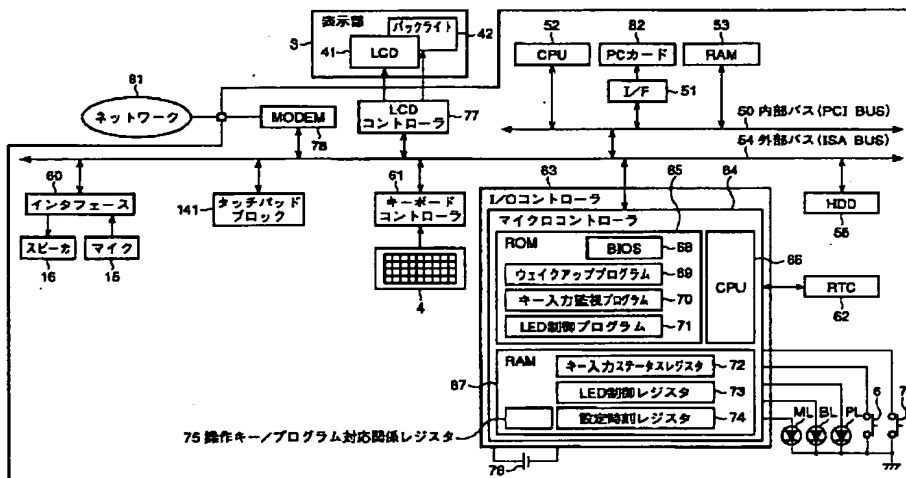 表示部
バックライト
3
42
41
LCD
52
82
53
CPU
PCカード
RAM
I/F
51
81
ネットワーク
MODEM
78
LCD
コントローラ
77
50 内部バス(PCI BUS)
54 外部バス(ISA BUS)
60
インタフェース
スピーカ
マイク
16
15
141
タッチパッド
ブロック
61
キーボード
コントローラ
4
63
65
64
I/Oコントローラ
マイクロコントローラ
HDD
55
ROM
BIOS
68
66
ウェイクアッププログラム
69
CPU
RTC
62
キー入力監視プログラム
70
LED制御プログラム
71
RAM
キー入力ステータスレジスタ
72
67
LED制御レジスタ
73
設定時刻レジスタ
74
75 操作キー/プログラム対応関係レジスタ
76
ML
BL
PL
6
7